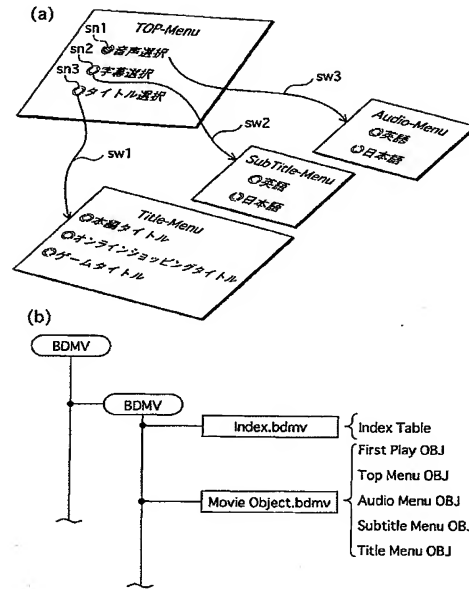 (a)
TOP-Menu
sn1
音声選択
sn2
字幕選択
sn3
タイトル選択
sw3
sw2
sw1
Audio-Menu
英語
日本語
SubTitle-Menu
英語
日本語
Title-Menu
本編タイトル
オンラインショッピングタイトル
ゲームタイトル
(b)
BDMV
BDMV
Index.bdmv
Index Table
First Play OBJ
Top Menu OBJ
Movie Object.bdmv
Audio Menu OBJ
Subtitle Menu OBJ
Title Menu OBJ